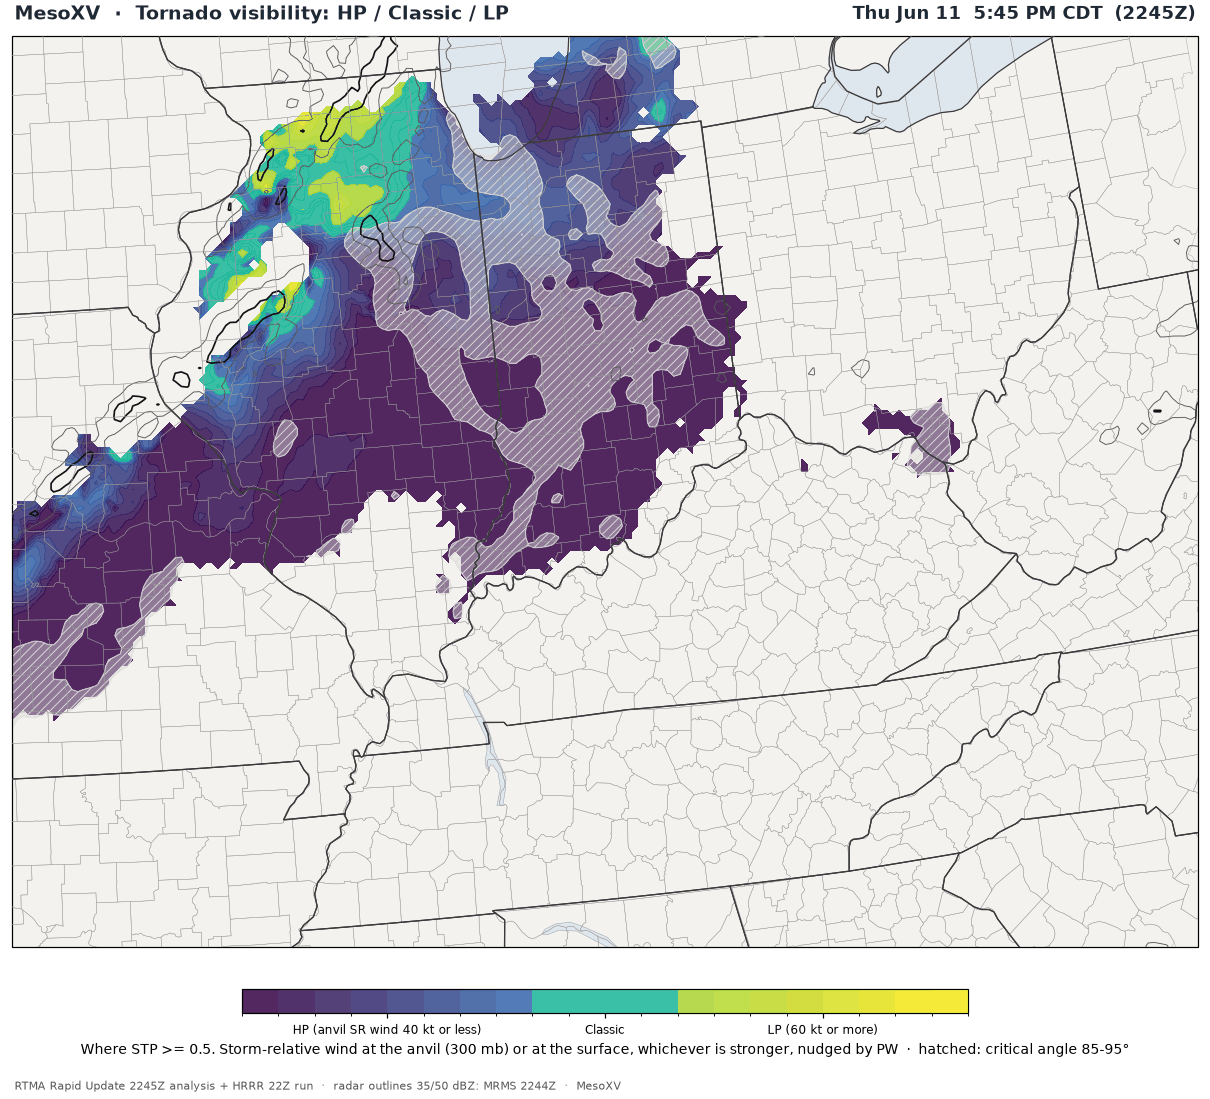 MesoXV · Tornado visibility: HP / Classic / LP
Thu Jun 11 5:45 PM CDT (2245Z)
HP (anvil SR wind 40 kt or less)
Classic
LP (60 kt or more)
Where STP >= 0.5. Storm-relative wind at the anvil (300 mb) or at the surface, whichever is stronger, nudged by PW · hatched: critical angle 85-95°
RTMA Rapid Update 2245Z analysis + HRRR 22Z run · radar outlines 35/50 dBZ: MRMS 2244Z · MesoXV